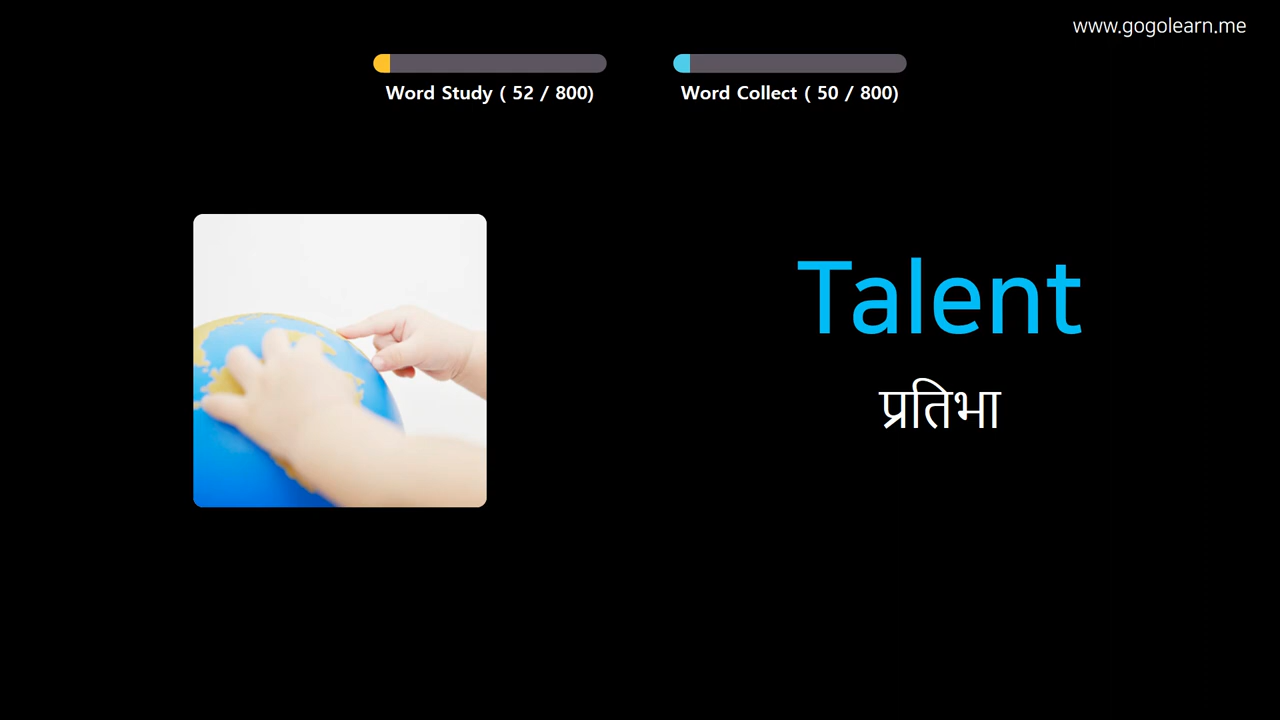 www.gogolearn.me
Word Study ( 52 / 800)
Word Collect ( 50 / 800)
Talent
प्रतिभा